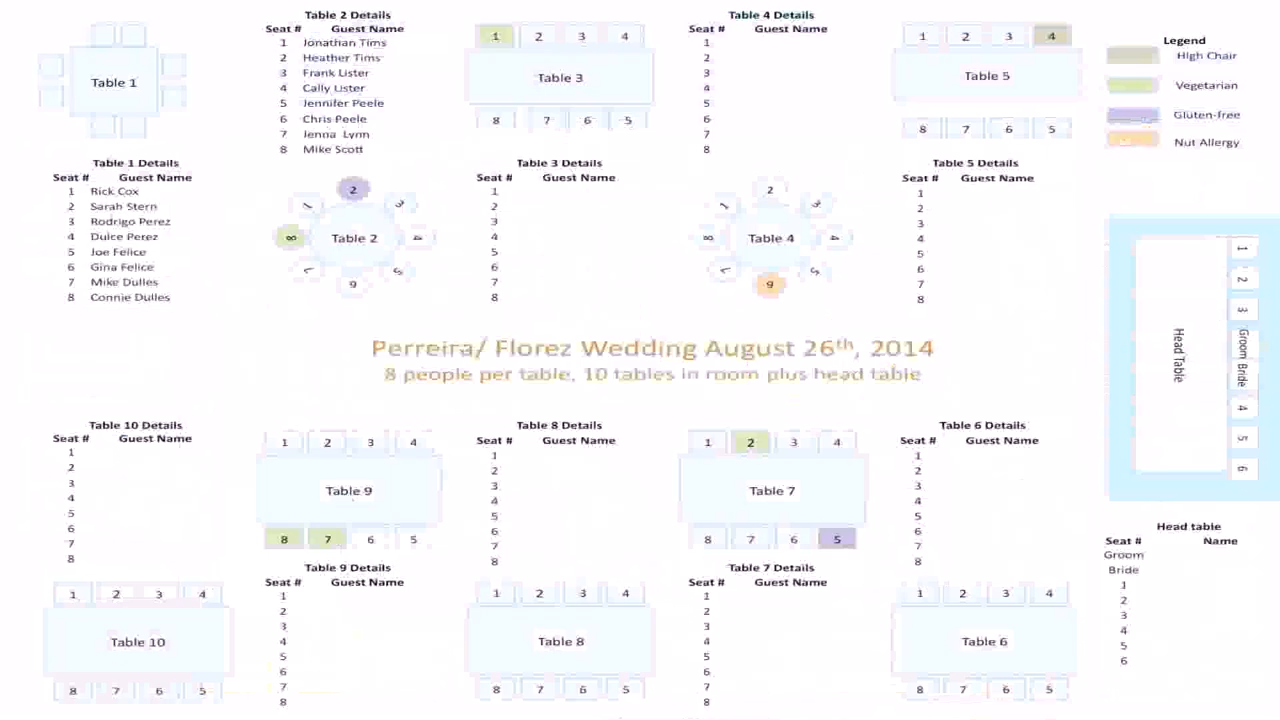 Table 1
Table 1 Details
Seat # Guest Name
1 Rick Cox
2 Sarah Stern
3 Rodrigo Perez
4 Dulce Perez
5 Joe Felice
6 Gina Felice
7 Mike Dulles
8 Connie Dulles
Table 2 Details
Seat # Guest Name
1 Jonathan Tims
2 Heather Tims
3 Frank Lister
4 Cally Lister
5 Jennifer Peele
6 Chris Peele
7 Jenna Lynn
8 Mike Scott
1
2
3
8
Table 2
4
7
5
6
1 2 3 4
Table 3
8 7 6 5
Table 3 Details
Seat # Guest Name
1
2
3
4
5
6
7
8
Table 4 Details
Seat # Guest Name
1
2
3
4
5
6
7
8
1
2
3
8
Table 4
4
7
5
6
1 2 3 4
Table 5
8 7 6 5
Table 5 Details
Seat # Guest Name
1
2
3
4
5
6
7
8
Legend
High Chair
Vegetarian
Gluten-free
Nut Allergy
Head Table
1
2
3
Groom
Bride
4
5
6
Perreira/ Florez Wedding August 26th, 2014
8 people per table, 10 tables in room plus head table
Table 10 Details
Seat # Guest Name
1
2
3
4
5
6
7
8
1 2 3 4
Table 10
8 7 6 5
1 2 3 4
Table 9
8 7 6 5
Table 9 Details
Seat # Guest Name
1
2
3
4
5
6
7
8
Table 8 Details
Seat # Guest Name
1
2
3
4
5
6
7
8
1 2 3 4
Table 8
8 7 6 5
1 2 3 4
Table 7
8 7 6 5
Table 7 Details
Seat # Guest Name
1
2
3
4
5
6
7
8
Table 6 Details
Seat # Guest Name
1
2
3
4
5
6
7
8
1 2 3 4
Table 6
8 7 6 5
Head table
Seat # Name
Groom
Bride
1
2
3
4
5
6